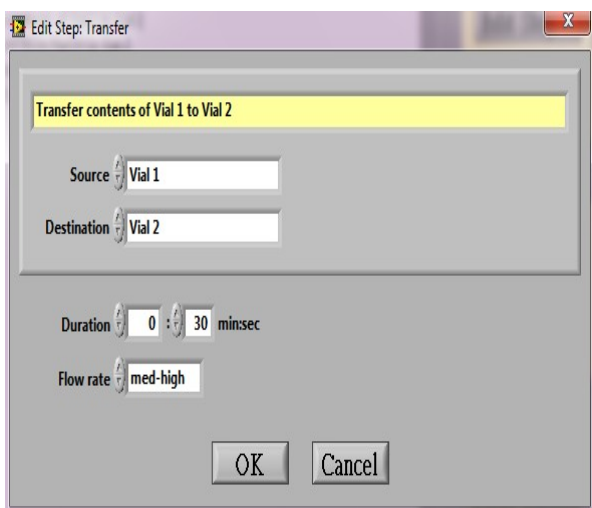 Edit Step: Transfer
X
Transfer contents of Vial 1 to Vial 2
Source Vial 1
Destination Vial 2
Duration 0 : 30 min:sec
Flow rate med-high
OK Cancel